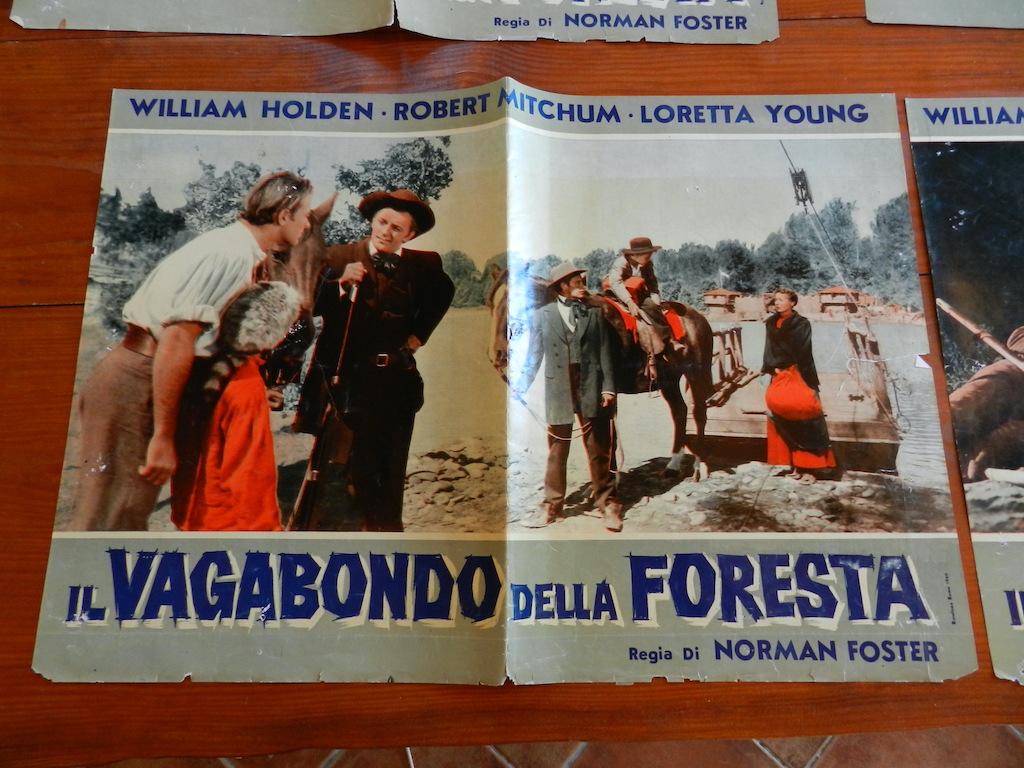 Regia Di NORMAN FOSTER
WILLIAM HOLDEN · ROBERT MITCHUM · LORETTA YOUNG
WILLIAM
IL VAGABONDO DELLA FORESTA
Regia Di NORMAN FOSTER